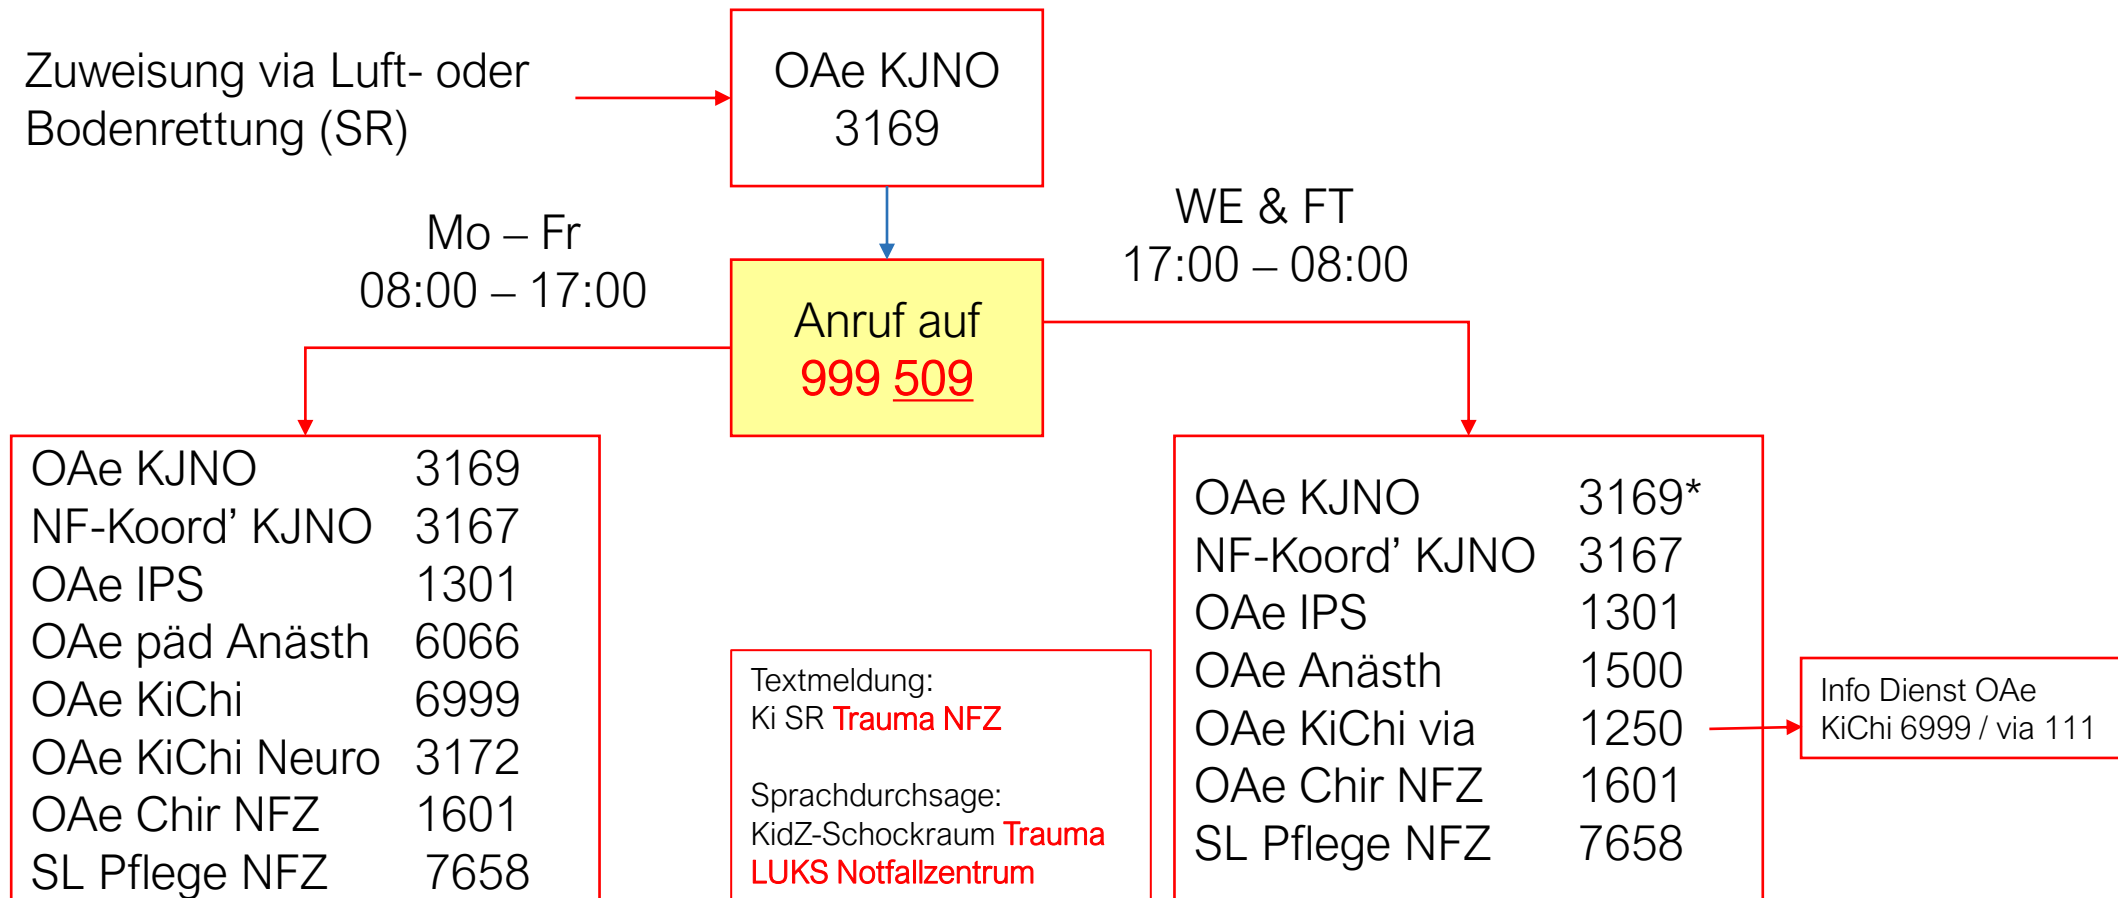 Zuweisung via Luft- oder
Bodenrettung (SR)
OAe KJNO
3169
Mo – Fr
08:00 – 17:00
WE & FT
17:00 – 08:00
Anruf auf
999 509
OAe KJNO 3169
NF-Koord’ KJNO 3167
OAe IPS 1301
OAe päd Anästh 6066
OAe KiChi 6999
OAe KiChi Neuro 3172
OAe Chir NFZ 1601
SL Pflege NFZ 7658
Textmeldung:
Ki SR Trauma NFZ
Sprachdurchsage:
KidZ-Schockraum Trauma
LUKS Notfallzentrum
OAe KJNO 3169*
NF-Koord’ KJNO 3167
OAe IPS 1301
OAe Anästh 1500
OAe KiChi via 1250
OAe Chir NFZ 1601
SL Pflege NFZ 7658
Info Dienst OAe
KiChi 6999 / via 111